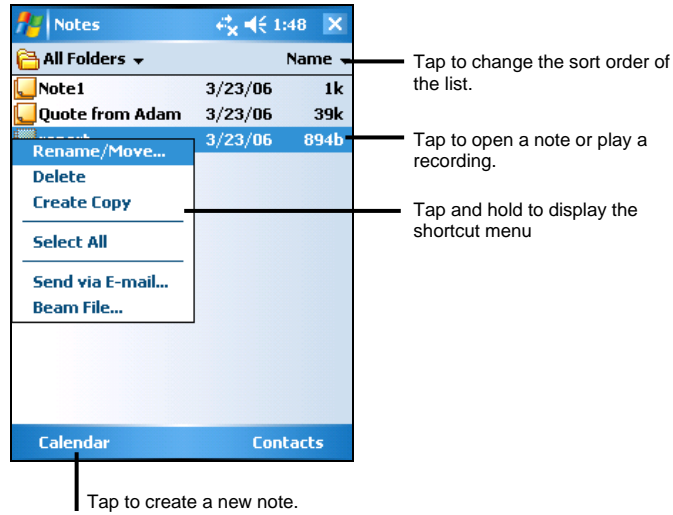 Notes 1:48
All Folders Name
Note1 3/23/06 1k
Quote from Adam 3/23/06 39k
report 3/23/06 894b
Rename/Move...
Delete
Create Copy
Select All
Send via E-mail...
Beam File...
Calendar Contacts
Tap to change the sort order of
the list.
Tap to open a note or play a
recording.
Tap and hold to display the
shortcut menu
Tap to create a new note.